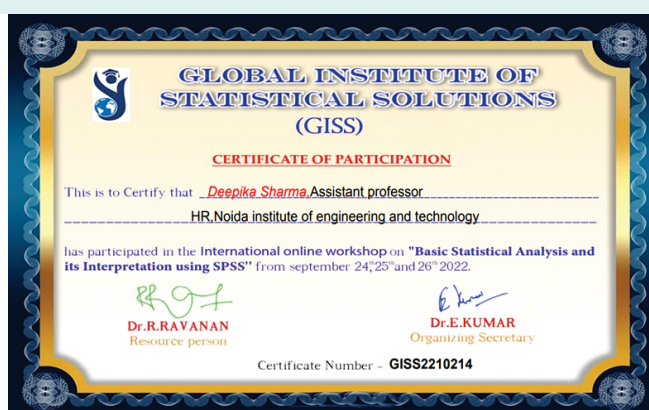 GLOBAL INSTITUTE OF
STATISTICAL SOLUTIONS
(GISS)
CERTIFICATE OF PARTICIPATION
This is to Certify that Deepika Sharma,Assistant professor
HR,Noida institute of engineering and technology
has participated in the International online workshop on "Basic Statistical Analysis and
its Interpretation using SPSS" from september 24th,25th and 26th 2022.
Dr.R.RAVANAN
Dr.E.KUMAR
Resource person
Organizing Secretary
Certificate Number - GISS2210214